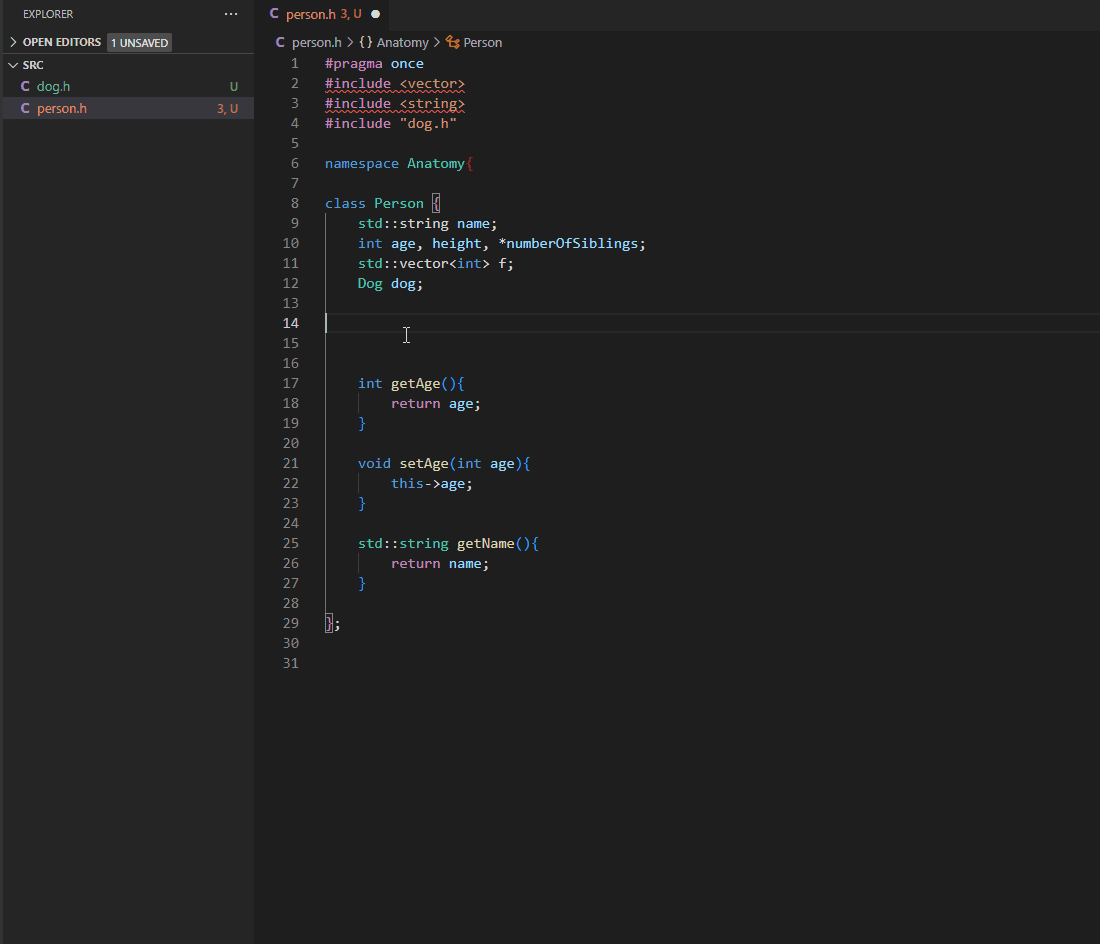 EXPLORER ...
OPEN EDITORS 1 UNSAVED
SRC
C dog.h U
C person.h 3, U
C person.h 3, U
C person.h > {} Anatomy > Person
1 #pragma once
2 #include <vector>
3 #include <string>
4 #include "dog.h"
5
6 namespace Anatomy{
7
8 class Person {
9 std::string name;
10 int age, height, *numberOfSiblings;
11 std::vector<int> f;
12 Dog dog;
13
14
15
16
17 int getAge(){
18 return age;
19 }
20
21 void setAge(int age){
22 this->age;
23 }
24
25 std::string getName(){
26 return name;
27 }
28
29 };
30
31